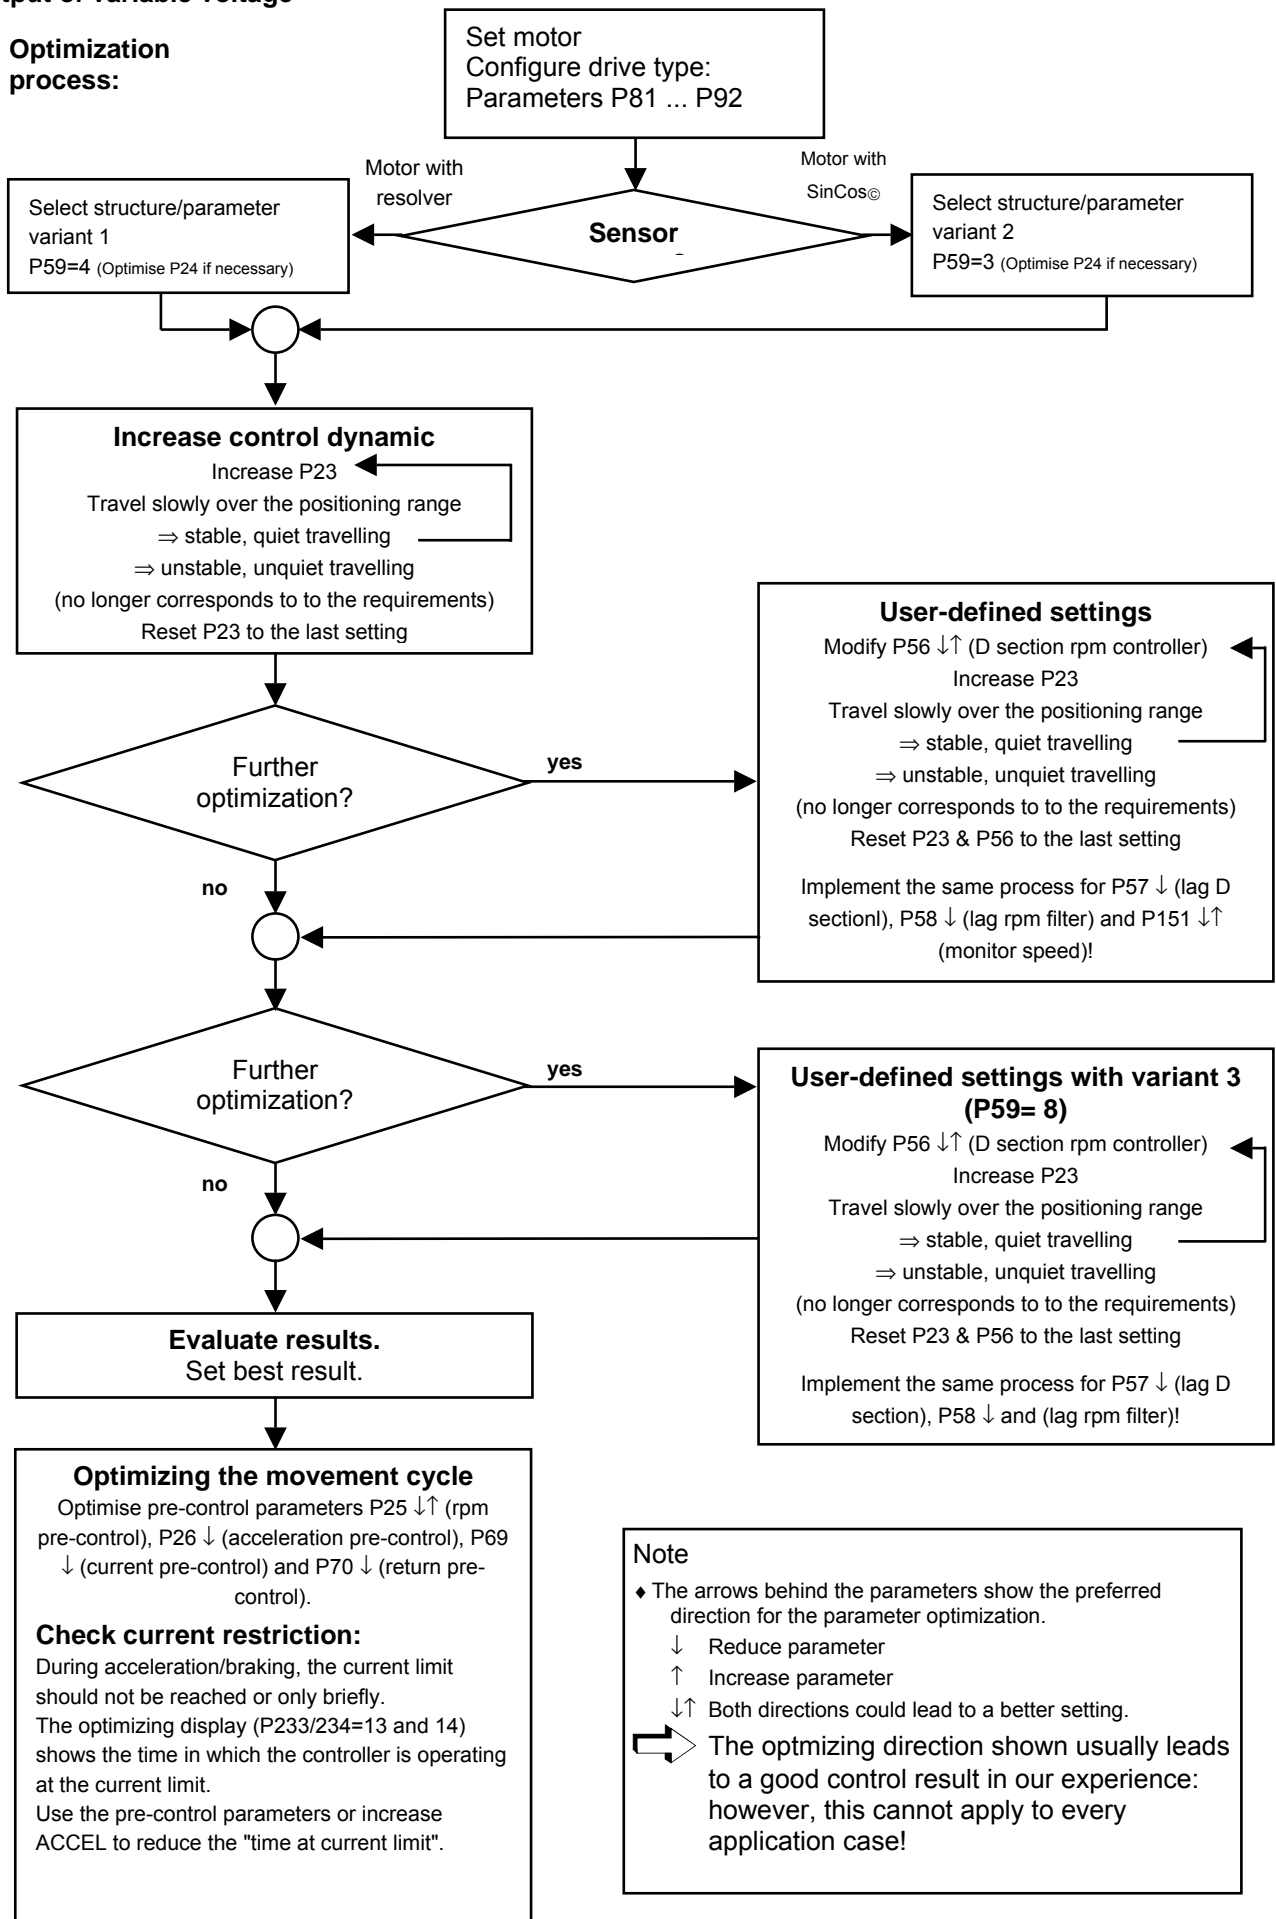 Optimization
process:
Set motor
Configure drive type:
Parameters P81 ... P92
Motor with
resolver
Motor with
SinCos©
Select structure/parameter
variant 1
P59=4 (Optimise P24 if necessary)
Sensor
Select structure/parameter
variant 2
P59=3 (Optimise P24 if necessary)
Increase control dynamic
Increase P23
Travel slowly over the positioning range
⇒ stable, quiet travelling
⇒ unstable, unquiet travelling
(no longer corresponds to to the requirements)
Reset P23 to the last setting
User-defined settings
Modify P56 ↓↑ (D section rpm controller)
Increase P23
Travel slowly over the positioning range
⇒ stable, quiet travelling
⇒ unstable, unquiet travelling
(no longer corresponds to to the requirements)
Reset P23 & P56 to the last setting
Implement the same process for P57 ↓ (lag D
sectionl), P58 ↓ (lag rpm filter) and P151 ↓↑
(monitor speed)!
Further
optimization?
yes
no
Further
optimization?
yes
no
User-defined settings with variant 3
(P59= 8)
Modify P56 ↓↑ (D section rpm controller)
Increase P23
Travel slowly over the positioning range
⇒ stable, quiet travelling
⇒ unstable, unquiet travelling
(no longer corresponds to to the requirements)
Reset P23 & P56 to the last setting
Implement the same process for P57 ↓ (lag D
section), P58 ↓ and (lag rpm filter)!
Evaluate results.
Set best result.
Optimizing the movement cycle
Optimise pre-control parameters P25 ↓↑ (rpm
pre-control), P26 ↓ (acceleration pre-control), P69
↓ (current pre-control) and P70 ↓ (return pre-
control).
Check current restriction:
During acceleration/braking, the current limit
should not be reached or only briefly.
The optimizing display (P233/234=13 and 14)
shows the time in which the controller is operating
at the current limit.
Use the pre-control parameters or increase
ACCEL to reduce the "time at current limit".
Note
♦ The arrows behind the parameters show the preferred
direction for the parameter optimization.
↓ Reduce parameter
↑ Increase parameter
↓↑ Both directions could lead to a better setting.
The optmizing direction shown usually leads
to a good control result in our experience:
however, this cannot apply to every
application case!